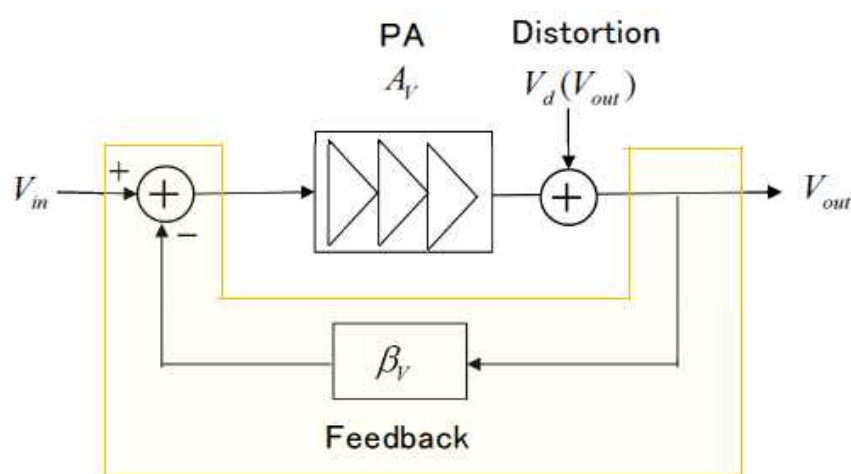 PA
Distortion
A_V
V_d(V_out)
+
V_in
+
+
V_out
−
β_V
Feedback